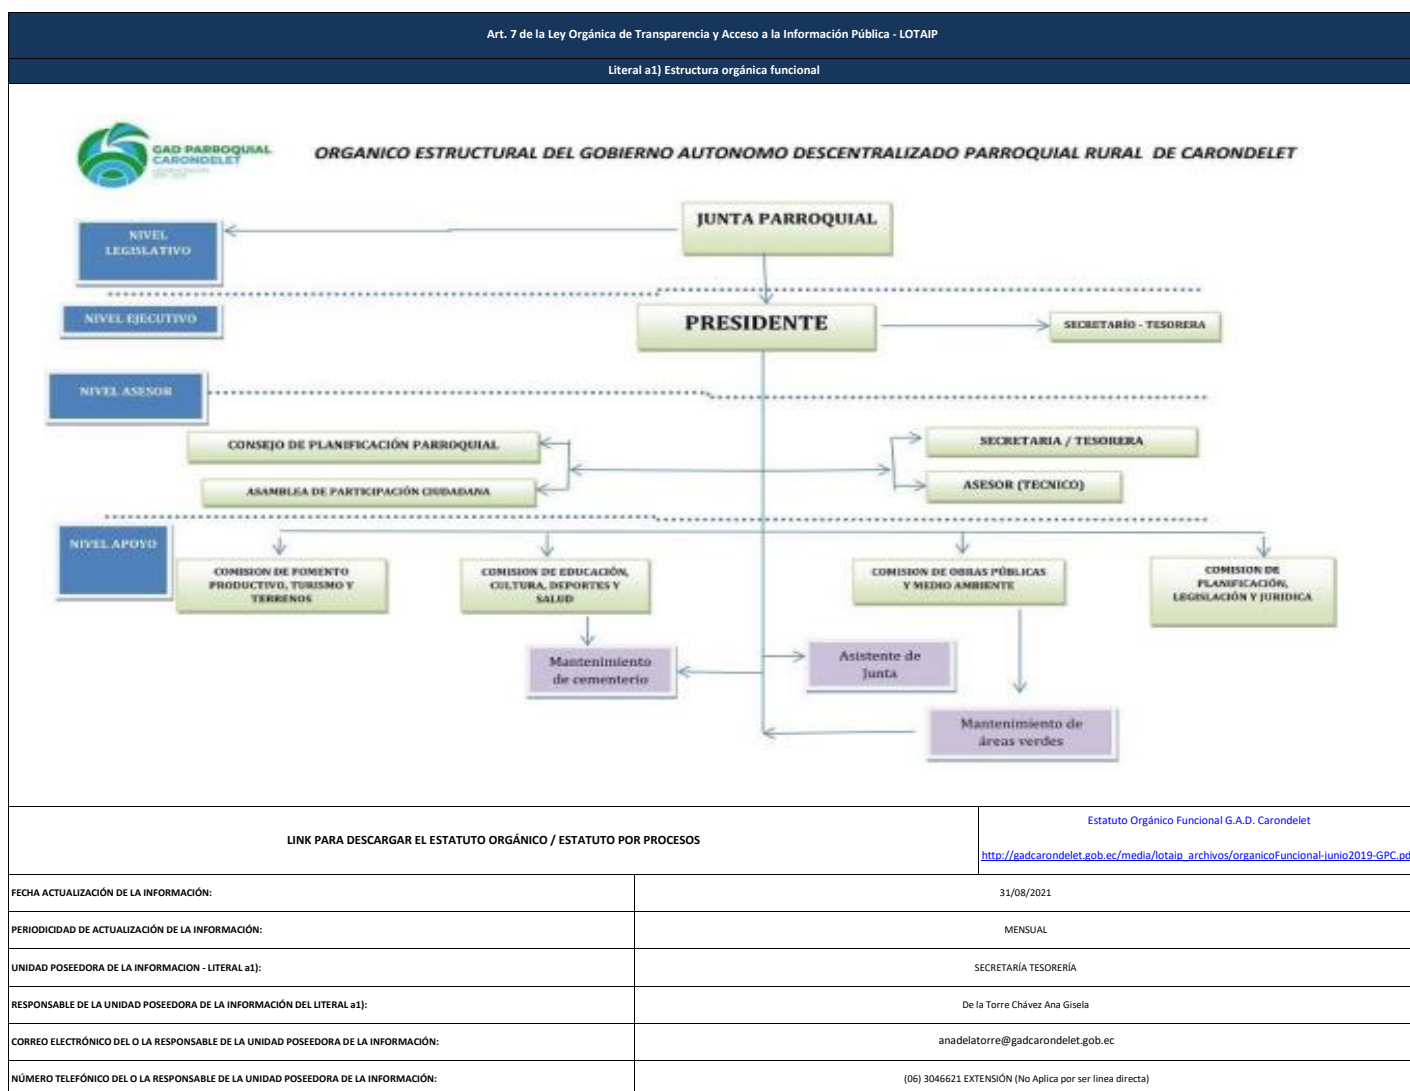 Art. 7 de la Ley Orgánica de Transparencia y Acceso a la Información Pública - LOTAIP
Literal a1) Estructura orgánica funcional
GAD PARROQUIAL
CARONDELET
ORGANICO ESTRUCTURAL DEL GOBIERNO AUTONOMO DESCENTRALIZADO PARROQUIAL RURAL DE CARONDELET
JUNTA PARROQUIAL
NIVEL
LEGISLATIVO
NIVEL EJECUTIVO
PRESIDENTE
SECRETARÍO - TESORERA
NIVEL ASESOR
CONSEJO DE PLANIFICACIÓN PARROQUIAL
SECRETARIA / TESORERA
ASAMBLEA DE PARTICIPACIÓN CIUDADANA
ASESOR (TECNICO)
NIVEL APOYO
COMISION DE FOMENTO
PRODUCTIVO, TURISMO Y
TERRENOS
COMISION DE EDUCACIÓN,
CULTURA, DEPORTES Y
SALUD
COMISION DE OBRAS PÚBLICAS
Y MEDIO AMBIENTE
COMISION DE
PLANIFICACIÓN,
LEGISLACIÓN Y JURIDICA
Mantenimiento
de cementerio
Asistente de
Junta
Mantenimiento de
áreas verdes
LINK PARA DESCARGAR EL ESTATUTO ORGÁNICO / ESTATUTO POR PROCESOS
Estatuto Orgánico Funcional G.A.D. Carondelet
http://gadcarondelet.gob.ec/media/lotaip_archivos/organicoFuncional-junio2019-GPC.pd
FECHA ACTUALIZACIÓN DE LA INFORMACIÓN:
31/08/2021
PERIODICIDAD DE ACTUALIZACIÓN DE LA INFORMACIÓN:
MENSUAL
UNIDAD POSEEDORA DE LA INFORMACION - LITERAL a1):
SECRETARÍA TESORERÍA
RESPONSABLE DE LA UNIDAD POSEEDORA DE LA INFORMACIÓN DEL LITERAL a1):
De la Torre Chávez Ana Gisela
CORREO ELECTRÓNICO DEL O LA RESPONSABLE DE LA UNIDAD POSEEDORA DE LA INFORMACIÓN:
anadelatorre@gadcarondelet.gob.ec
NÚMERO TELEFÓNICO DEL O LA RESPONSABLE DE LA UNIDAD POSEEDORA DE LA INFORMACIÓN:
(06) 3046621 EXTENSIÓN (No Aplica por ser linea directa)